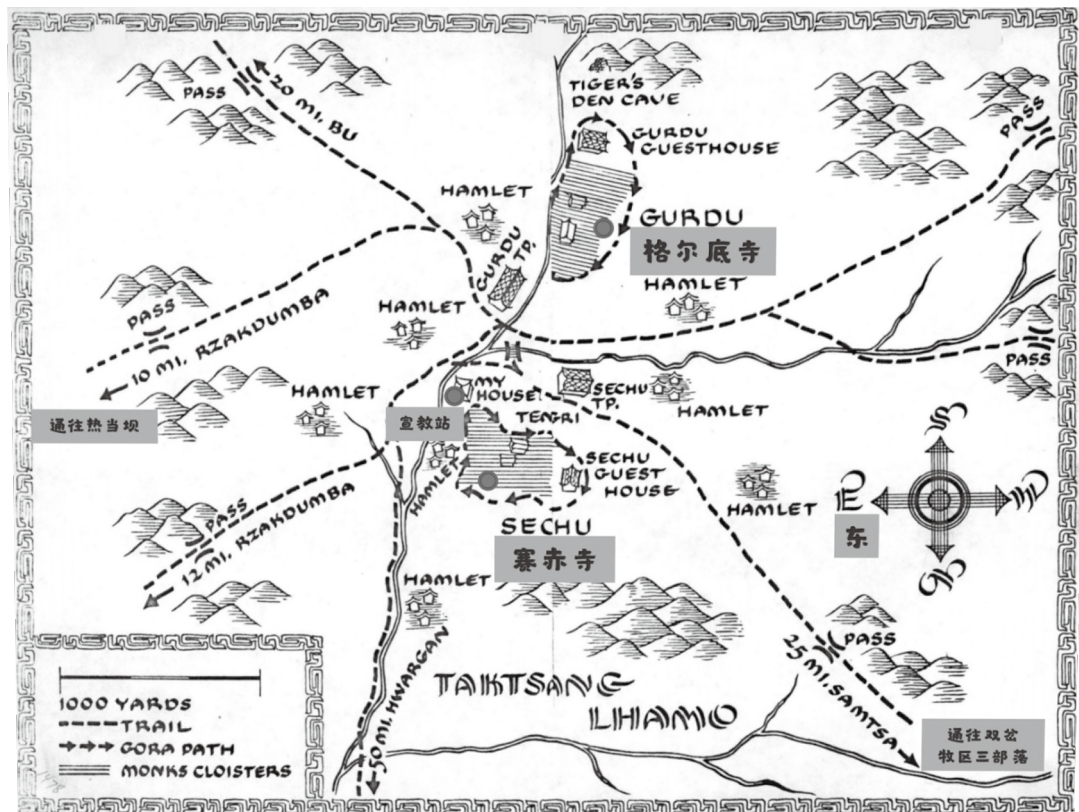 PASS
20 MI, BU
TIGER'S
DEN CAVE
GURDU
GUESTHOUSE
PASS
HAMLET
GURDU
格尔底寺
GURDU
TP.
HAMLET
PASS
HAMLET
10 MI, RZAKDUMBA
PASS
通往热当坝
HAMLET
MY
HOUSE
SECHU
TP.
HAMLET
宣教站
TENGRI
HAMLET
SECHU
GUEST
HOUSE
HAMLET
S
E
W
东
N
PASS
12 MI, RZAKDUMBA
SECHU
寨赤寺
HAMLET
PASS
50 MI, HWARGAN
25 MI, SAMTSA
TAKTSANG
LHAMO
通往双岔
牧区三部落
1000 YARDS
TRAIL
GORA PATH
MONKS CLOISTERS